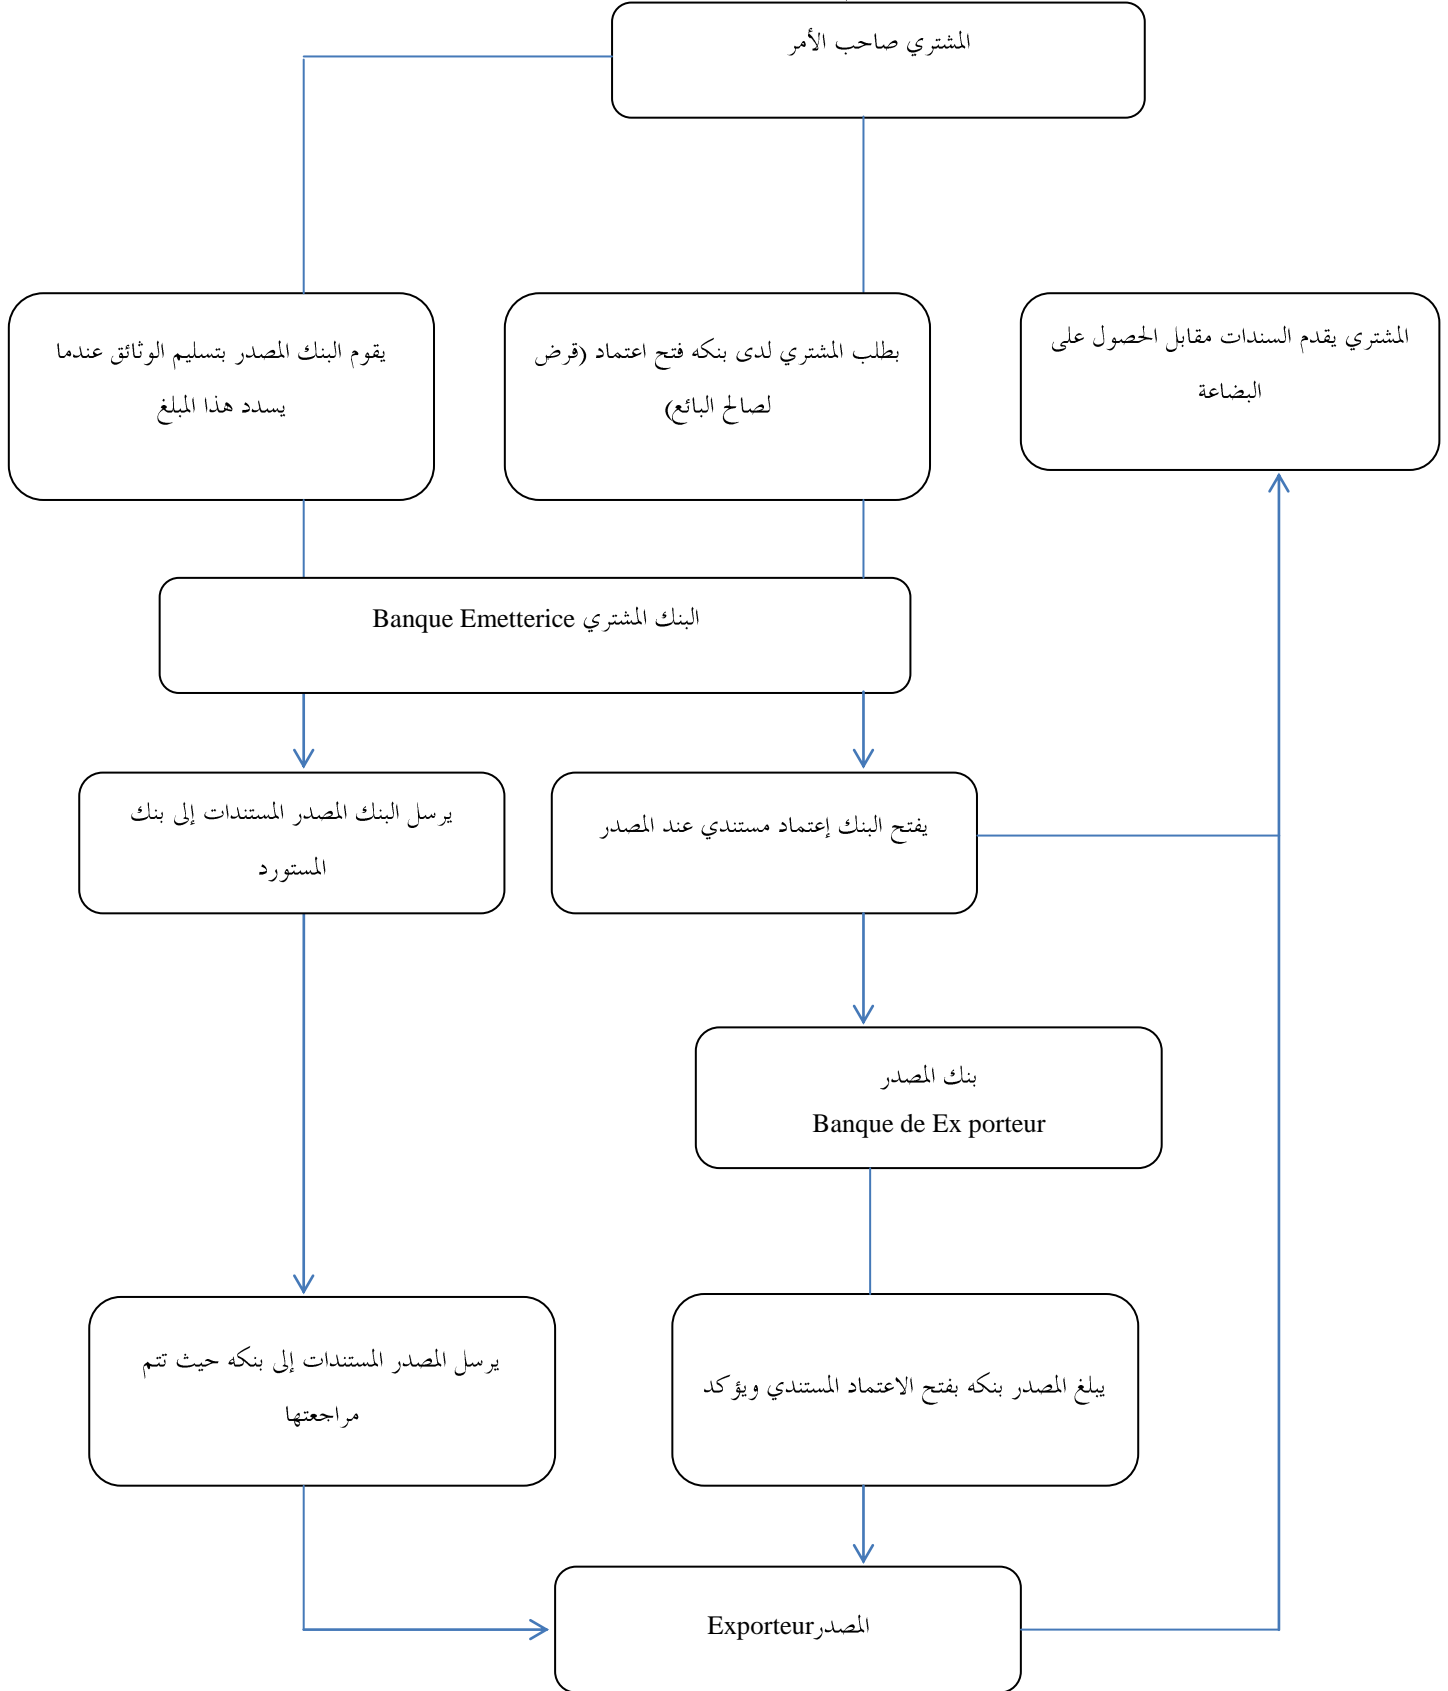 المشتري صاحب الأمر
المشتري يقدم السندات مقابل الحصول على
البضاعة
بطلب المشتري لدى بنكه فتح اعتماد (قرض
لصالح البائع)
يقوم البنك المصدر بتسليم الوثائق عندما
يسدد هذا المبلغ
البنك المشتري Banque Emetterice
يفتح البنك إعتماد مستندي عند المصدر
يرسل البنك المصدر المستندات إلى بنك
المستورد
بنك المصدر
Banque de Ex porteur
يبلغ المصدر بنكه بفتح الاعتماد المستندي ويؤكد
يرسل المصدر المستندات إلى بنكه حيث تتم
مراجعتها
المصدرExporteur